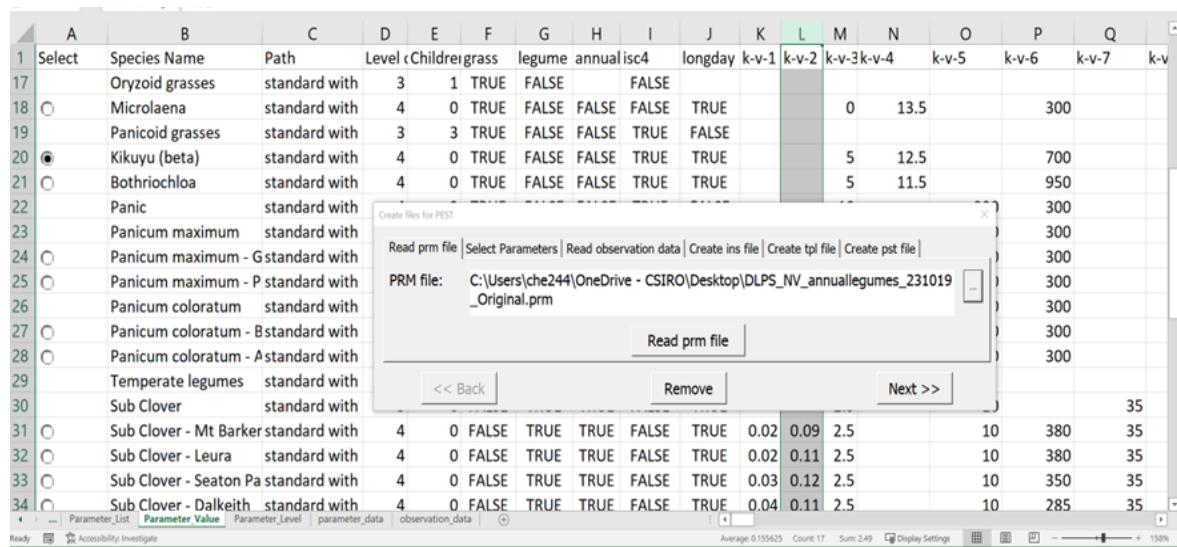 A B C D E F G H I J K L M N O P Q
1 Select Species Name Path Level Children grass legume annual isc4 longday k-v-1 k-v-2 k-v-3 k-v-4 k-v-5 k-v-6 k-v-7
17 Oryzoid grasses standard with 3 1 TRUE FALSE FALSE
18 Microlaena standard with 4 0 TRUE FALSE FALSE FALSE TRUE 0 13.5 300
19 Panicoid grasses standard with 3 3 TRUE FALSE FALSE TRUE FALSE
20 Kikuyu (beta) standard with 4 0 TRUE FALSE FALSE TRUE TRUE 5 12.5 700
21 Bothriochloa standard with 4 0 TRUE FALSE FALSE TRUE TRUE 5 11.5 950
22 Panic standard with 300
23 Panicum maximum standard with 300
24 Panicum maximum - G standard with 300
25 Panicum maximum - P standard with 300
26 Panicum coloratum standard with 300
27 Panicum coloratum - B standard with 300
28 Panicum coloratum - A standard with 300
29 Temperate legumes standard with
30 Sub Clover standard with 35
31 Sub Clover - Mt Barker standard with 4 0 FALSE TRUE TRUE FALSE TRUE 0.02 0.09 2.5 10 380 35
32 Sub Clover - Leura standard with 4 0 FALSE TRUE TRUE FALSE TRUE 0.02 0.11 2.5 10 380 35
33 Sub Clover - Seaton Pa standard with 4 0 FALSE TRUE TRUE FALSE TRUE 0.03 0.12 2.5 10 350 35
34 Sub Clover - Dalkeith standard with 4 0 FALSE TRUE TRUE FALSE TRUE 0.04 0.11 2.5 10 285 35
Create files for PEST
Read prm file Select Parameters Read observation data Create ins file Create tpl file Create pst file
PRM file: C:\Users\che244\OneDrive - CSIRO\Desktop\DLPS_NV_annuallegumes_231019
_Original.prm
...
Read prm file
<< Back Remove Next >>
... Parameter_List Parameter_Value Parameter_Level parameter_data observation_data
Ready Accessibility: Investigate Average: 0.155625 Count: 17 Sum: 2.49 Display Settings 158%